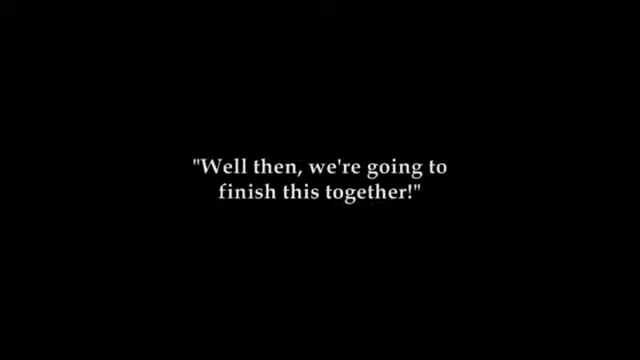 "Well then, we're going to
finish this together!"